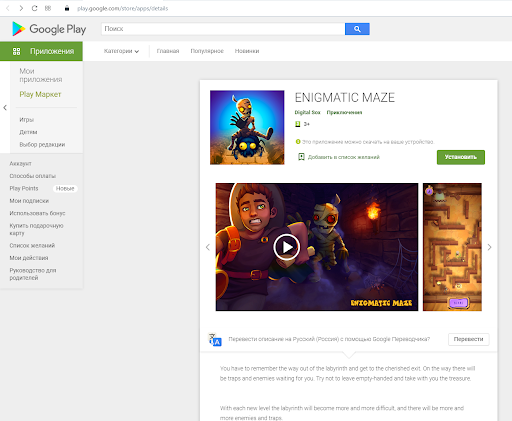 play.google.com/store/apps/details
Google Play
Поиск
Приложения
Категории
Главная
Популярное
Новинки
Мои приложения
Play Маркет
Игры
Детям
Выбор редакции
Аккаунт
Способы оплаты
Play Points Новые
Мои подписки
Использовать бонус
Купить подарочную карту
Список желаний
Мои действия
Руководство для родителей
ENIGMATIC MAZE
Digital Sox Приключения
3+
Это приложение можно скачать на ваше устройство.
Добавить в список желаний
Установить
ENIGMATIC MAZE
Перевести описание на Русский (Россия) с помощью Google Переводчика?
Перевести
You have to remember the way out of the labyrinth and get to the cherished exit. On the way there will
be traps and enemies waiting for you. Try not to leave empty-handed and take with you the treasure.
With each new level the labyrinth will become more and more difficult, and there will be more and
more enemies and traps.